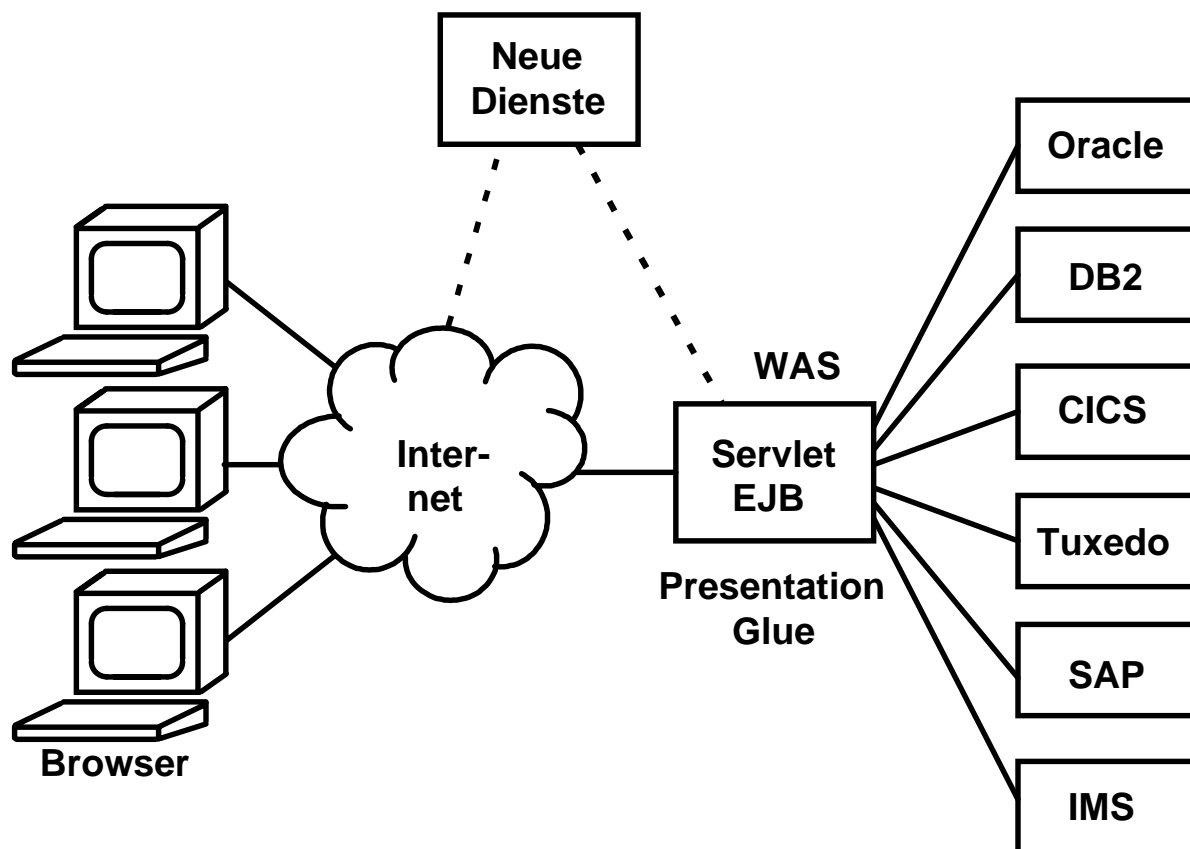 Neue
Dienste
Oracle
DB2
WAS
CICS
Inter-
net
Servlet
EJB
Tuxedo
Presentation
Glue
SAP
Browser
IMS